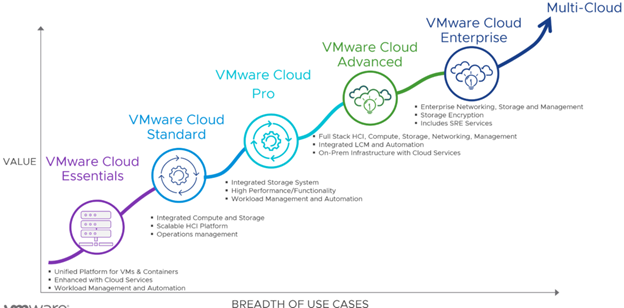 Multi-Cloud
VMware Cloud
Enterprise
VMware Cloud
Advanced
VMware Cloud
Pro
VMware Cloud
Standard
VMware Cloud
Essentials
VALUE
• Enterprise Networking, Storage and Management
• Storage Encryption
• Includes SRE Services
• Full Stack HCI, Compute, Storage, Networking, Management
• Integrated LCM and Automation
• On-Prem Infrastructure with Cloud Services
• Integrated Storage System
• High Performance/Functionality
• Workload Management and Automation
• Integrated Compute and Storage
• Scalable HCI Platform
• Operations management
• Unified Platform for VMs & Containers
• Enhanced with Cloud Services
• Workload Management and Automation
BREADTH OF USE CASES
vmware